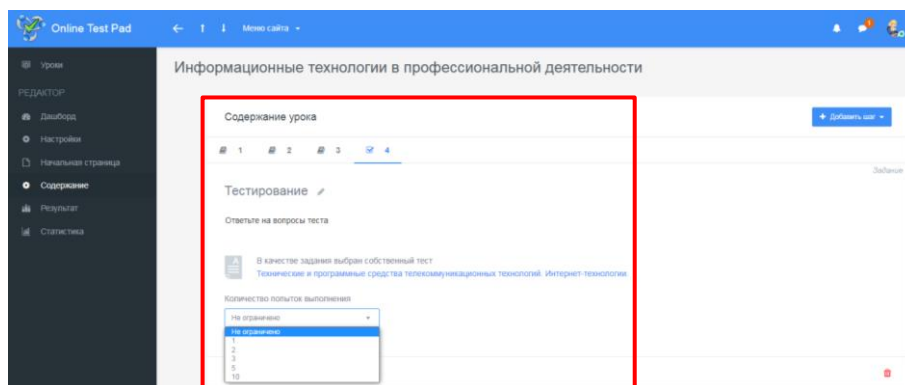 Online Test Pad
Меню сайта
Уроки
РЕДАКТОР
Дашборд
Настройки
Начальная страница
Содержание
Результат
Статистика
Информационные технологии в профессиональной деятельности
Содержание урока
Добавить шаг
1 2 3 4
Задание
Тестирование
Ответьте на вопросы теста
В качестве задания выбран собственный тест
Технические и программные средства телекоммуникационных технологий. Интернет-технологии
Количество попыток выполнения
Не ограничено
Не ограничено
1
2
3
5
10